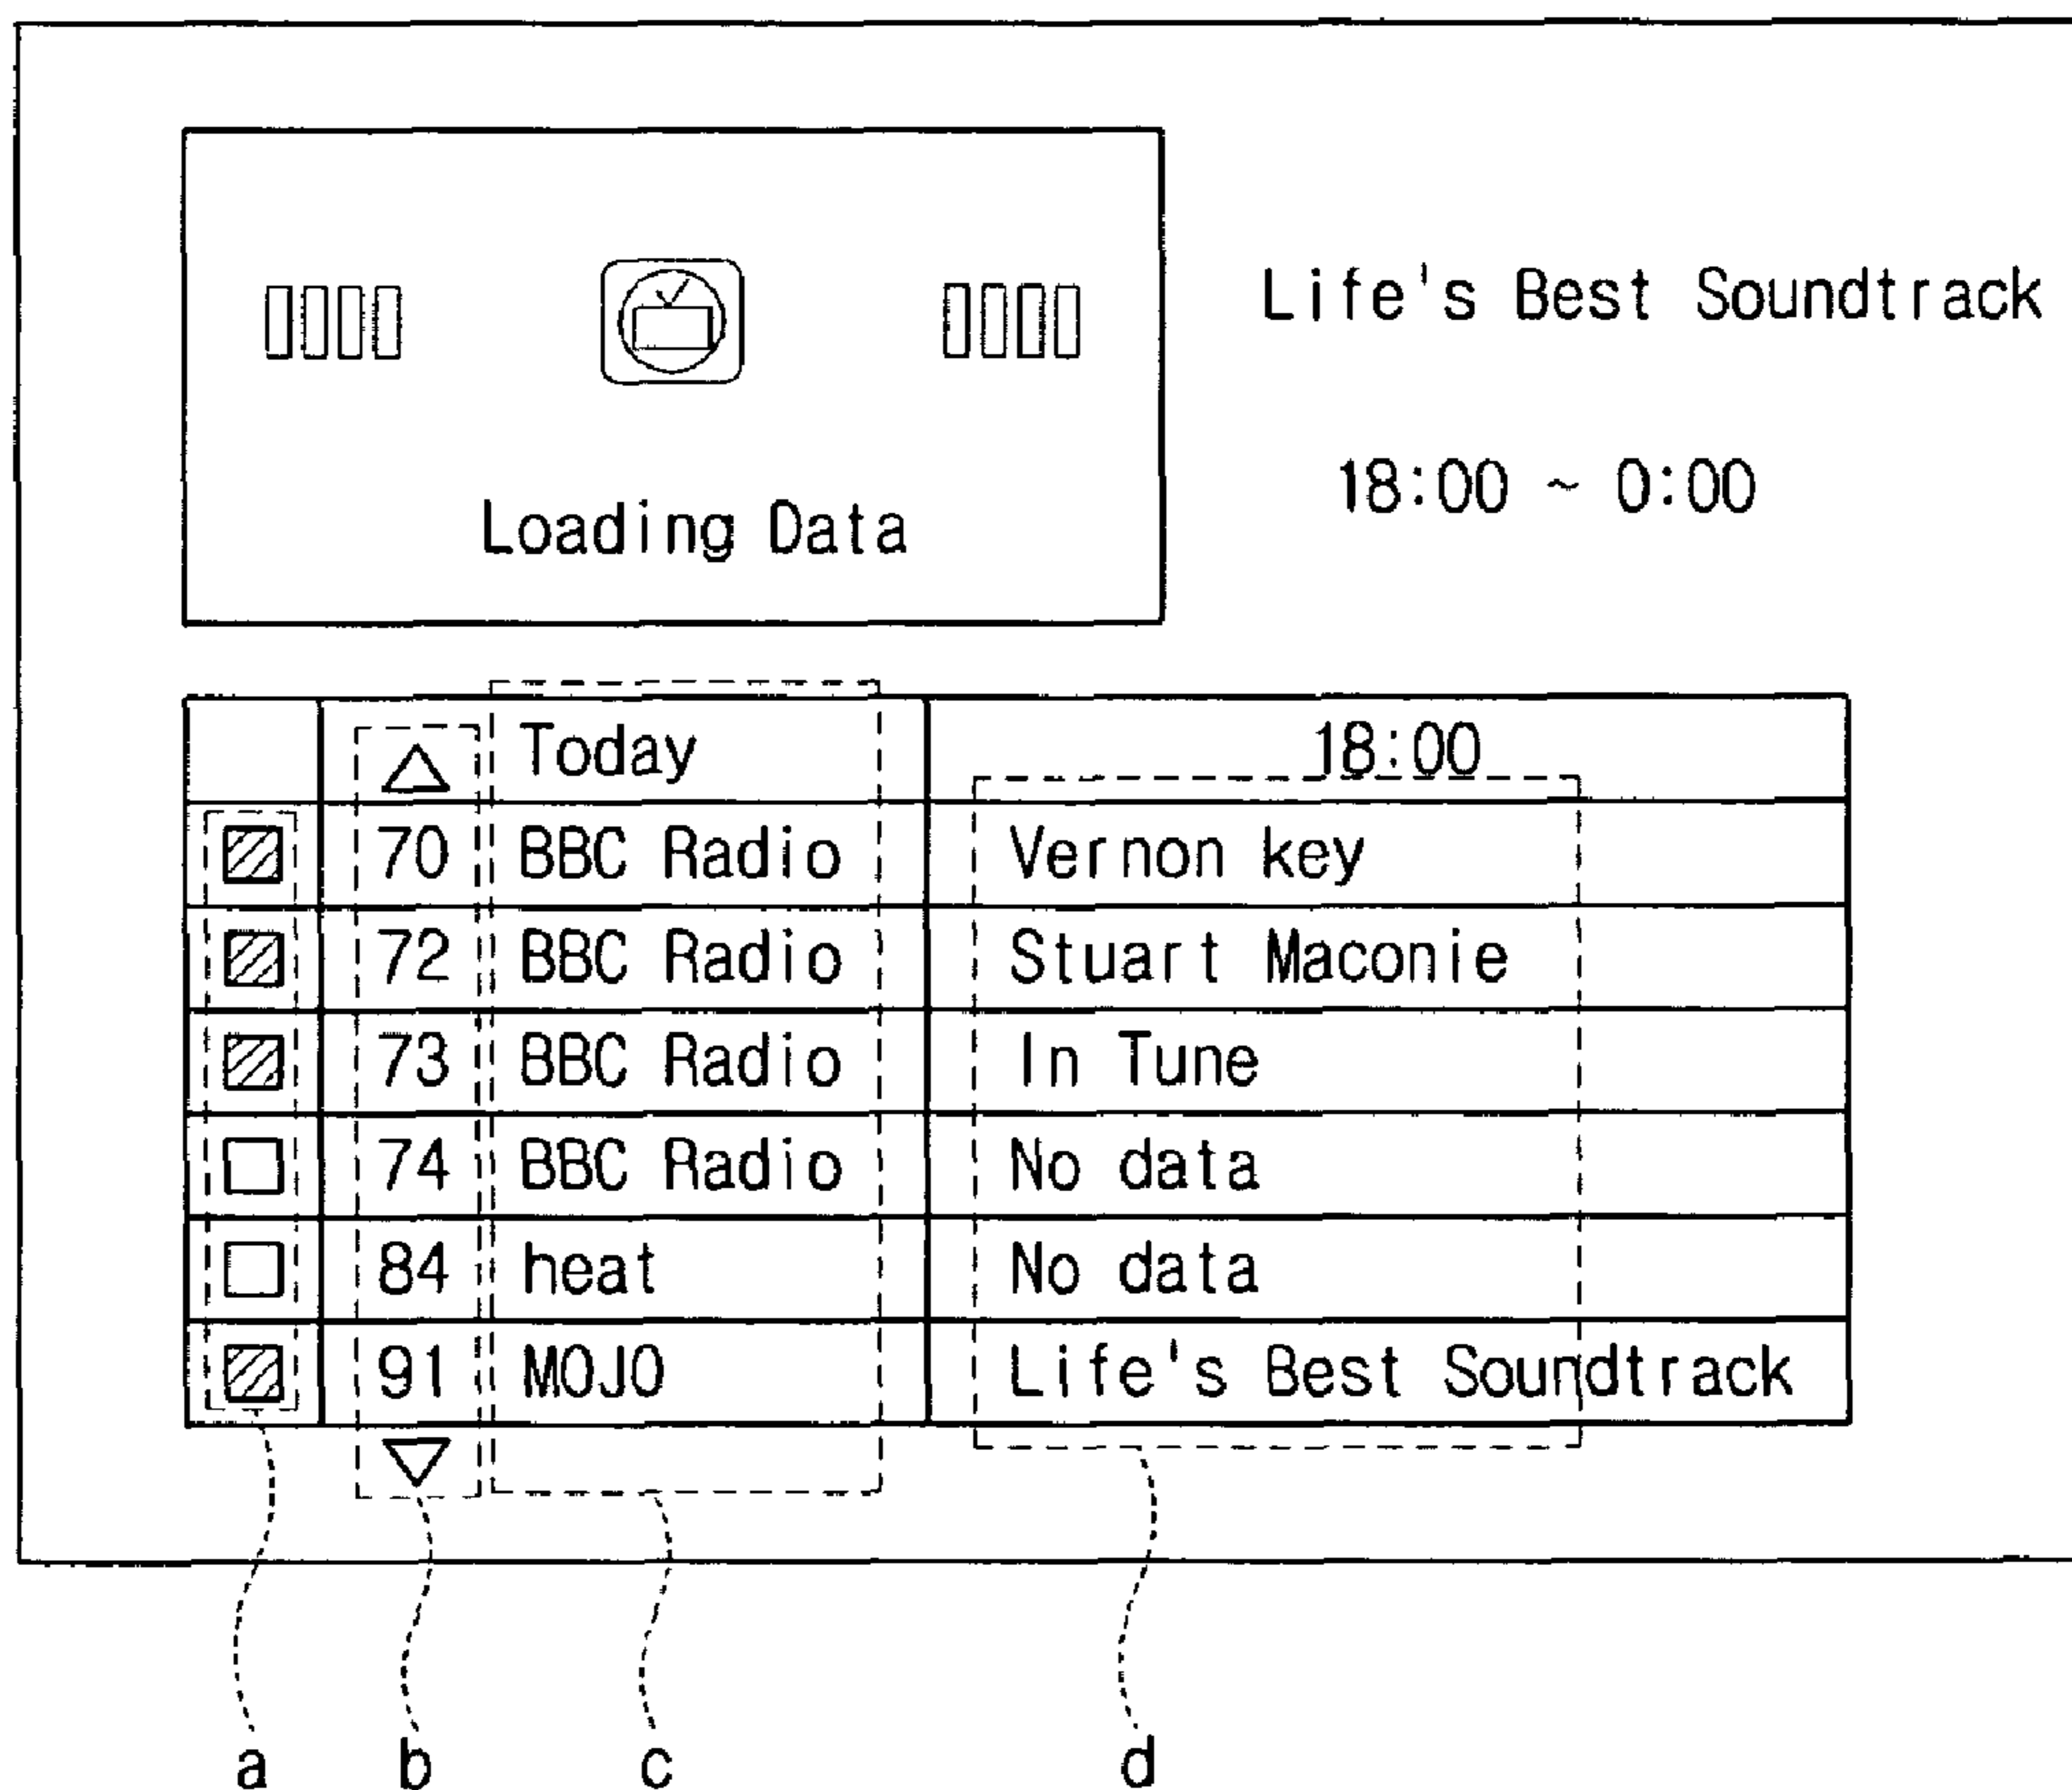 Life's Best Soundtrack
18:00 ~ 0:00
Loading Data
Today 18:00
70 BBC Radio Vernon key
72 BBC Radio Stuart Maconie
73 BBC Radio In Tune
74 BBC Radio No data
84 heat No data
91 MOJO Life's Best Soundtrack
a b c d